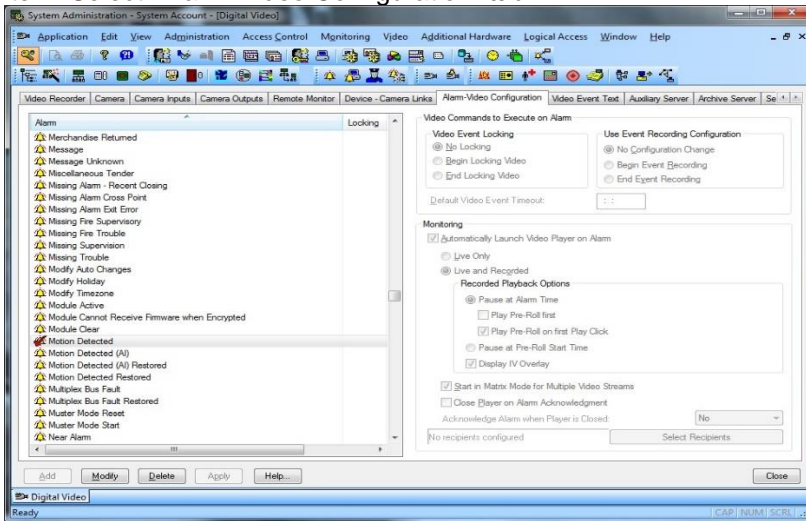 System Administration - System Account - [Digital Video]
Application Edit View Administration Access Control Monitoring Video Additional Hardware Logical Access Window Help
Video Recorder Camera Camera Inputs Camera Outputs Remote Monitor Device - Camera Links Alarm-Video Configuration Video Event Text Auxiliary Server Archive Server Se
Alarm Locking
Merchandise Returned
Message
Message Unknown
Miscellaneous Tender
Missing Alarm - Recent Closing
Missing Alarm Cross Point
Missing Alarm Exit Error
Missing Fire Supervisory
Missing Fire Trouble
Missing Supervision
Missing Trouble
Modify Auto Changes
Modify Holiday
Modify Timezone
Module Active
Module Cannot Receive Firmware when Encrypted
Module Clear
Motion Detected
Motion Detected (AI)
Motion Detected (AI) Restored
Motion Detected Restored
Multiplex Bus Fault
Multiplex Bus Fault Restored
Muster Mode Reset
Muster Mode Start
Near Alarm
Video Commands to Execute on Alarm
Video Event Locking
No Locking
Begin Locking Video
End Locking Video
Use Event Recording Configuration
No Configuration Change
Begin Event Recording
End Event Recording
Default Video Event Timeout: : :
Monitoring
Automatically Launch Video Player on Alarm
Live Only
Live and Recorded
Recorded Playback Options
Pause at Alarm Time
Play Pre-Roll first
Play Pre-Roll on first Play Click
Pause at Pre-Roll Start Time
Display IV Overlay
Start in Matrix Mode for Multiple Video Streams
Close Player on Alarm Acknowledgment
Acknowledge Alarm when Player is Closed: No
No recipients configured Select Recipients
Add Modify Delete Apply Help... Close
Digital Video
Ready CAP NUM SCRL